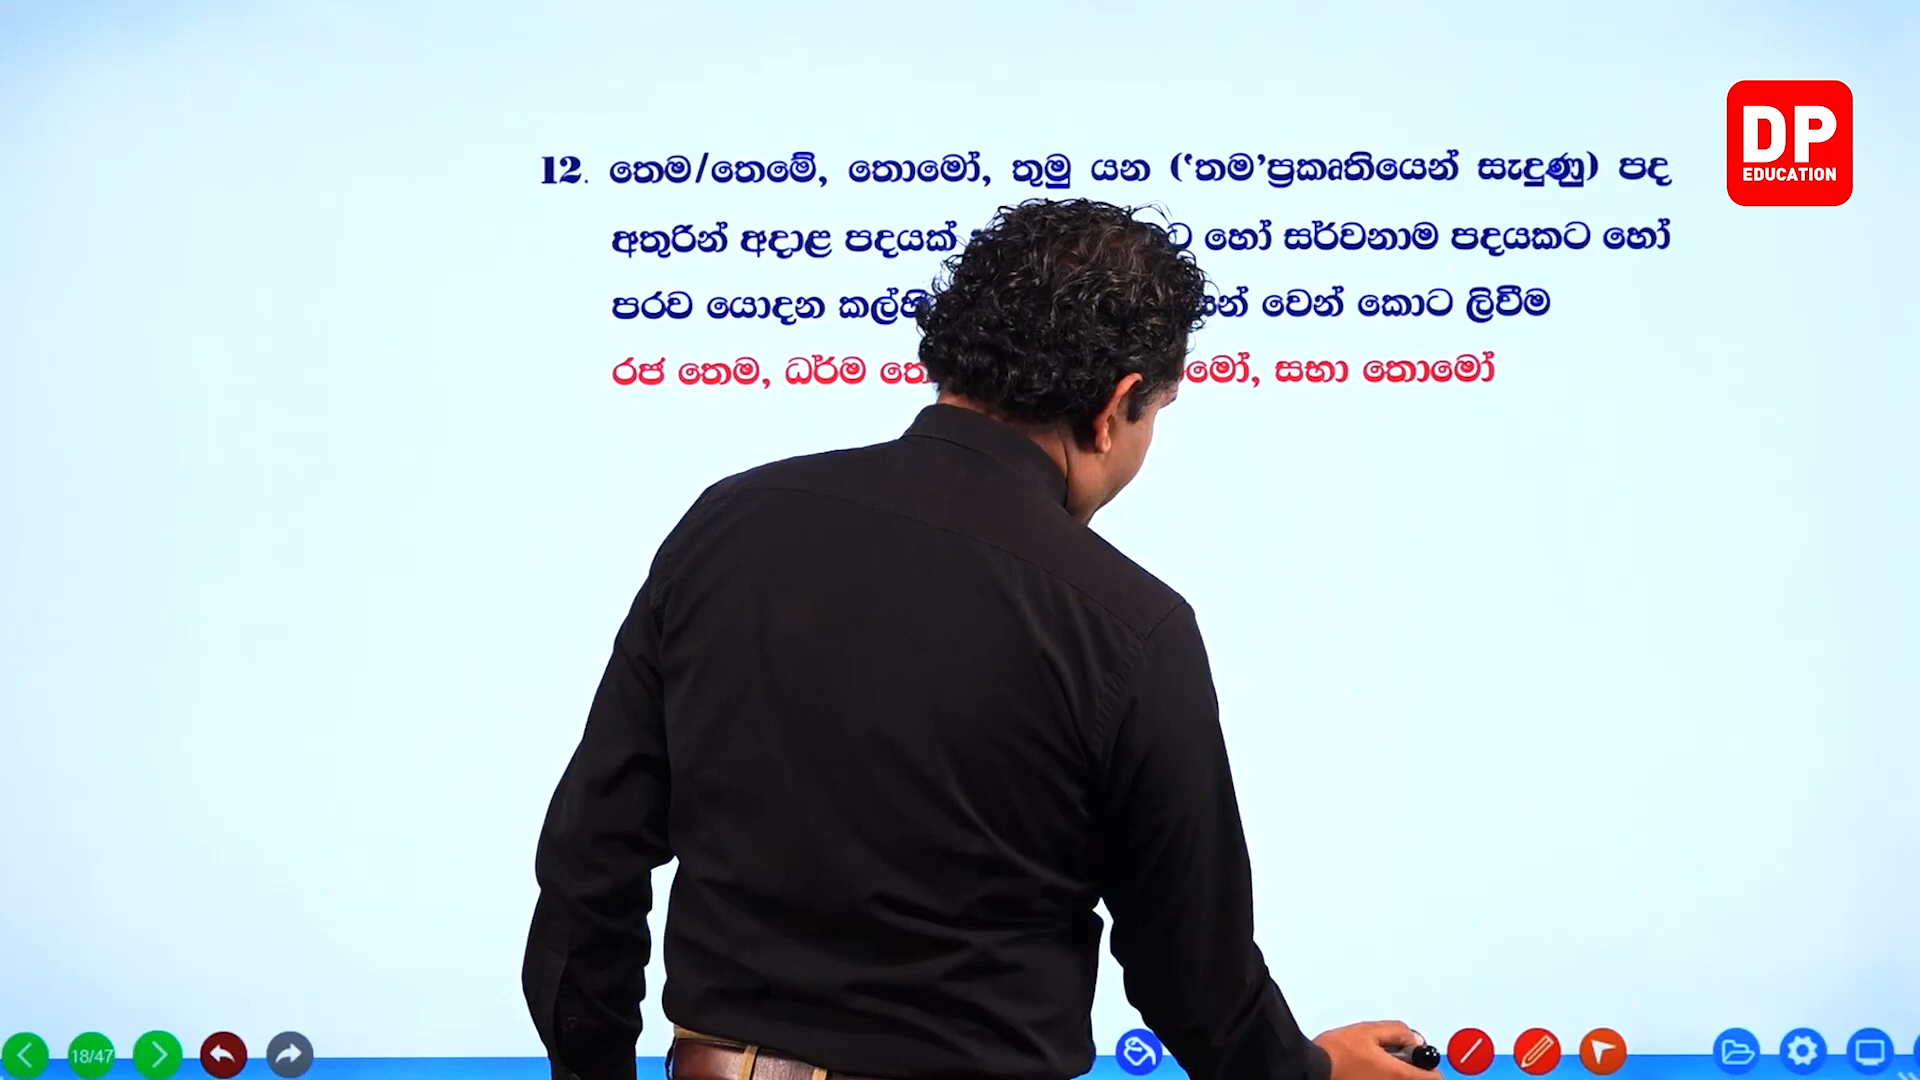 12. තෙම/තෙමේ, තොමෝ, තුමු යන (‘තම’ප්‍රකෘතියෙන් සැදුණු) පද
අතුරින් අදාළ පදයක් හෝ සර්වනාම පදයකට හෝ
පරව යොදන කල්හි වෙන් කොට ලිවීම
රජ තෙම, ධර්ම සභා තොමෝ
DP
EDUCATION
18/47